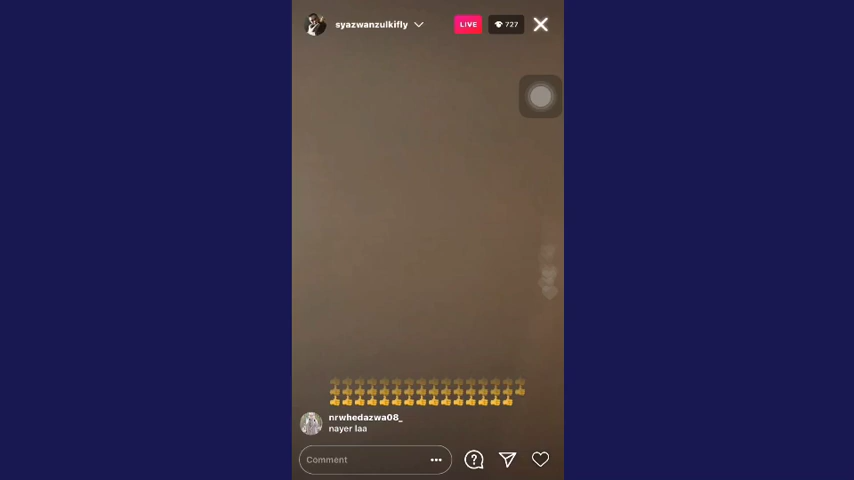 syazwanzulkifly
LIVE
727
👍👍👍👍👍👍👍👍👍👍👍👍👍👍👍👍
👍👍👍👍👍👍👍👍👍👍👍👍👍👍👍👍
👍👍👍👍👍👍👍👍👍👍👍👍👍👍👍
nrwhedazwa08_
nayer laa
Comment